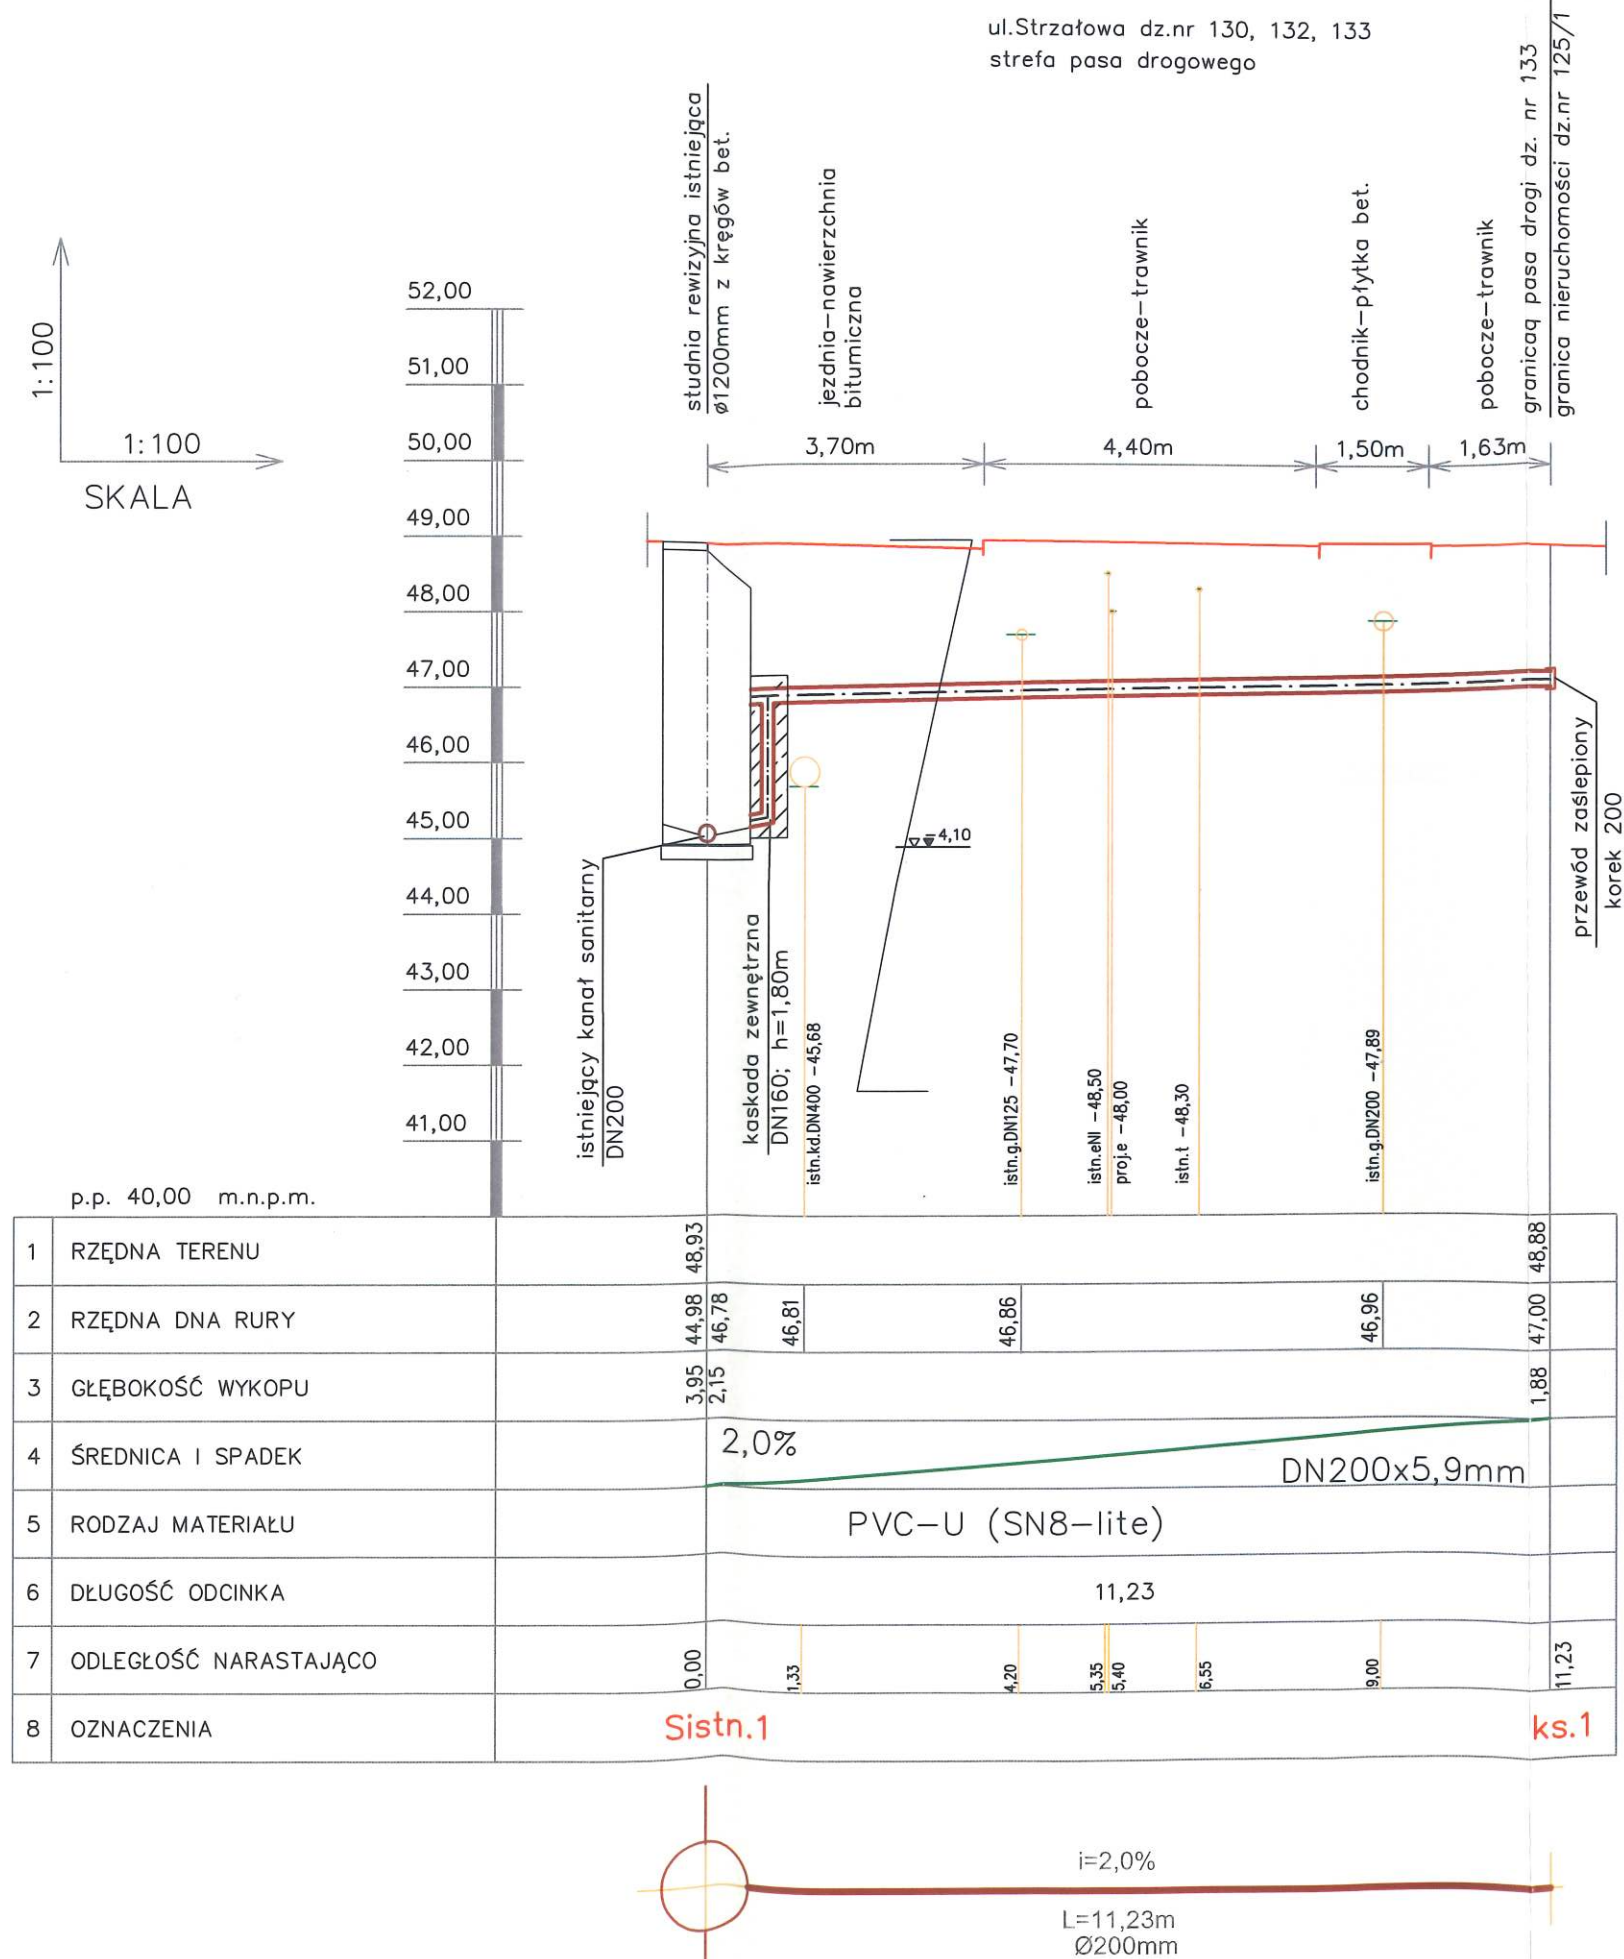 ul.Strzałowa dz.nr 130, 132, 133
strefa pasa drogowego
studnia rewizyjna istniejąca
ø1200mm z kręgów bet.
jezdnia-nawierzchnia
bitumiczna
pobocze-trawnik
chodnik-płytka bet.
pobocze-trawnik
granicaq pasa drogi dz. nr 133
granica nieruchomości dz.nr 125/1
1:100
1:100
SKALA
52,00
51,00
50,00
49,00
48,00
47,00
46,00
45,00
44,00
43,00
42,00
41,00
3,70m
4,40m
1,50m
1,63m
-4,10
istniejący kanał sanitarny
DN200
kaskada zewnętrzna
DN160; h=1,80m
istn.kd.DN400 -45,68
istn.g.DN125 -47,70
istn.eNI -48,50
proj.e -48,00
istn.t -48,30
istn.g.DN200 -47,89
przewód zaślepiony
korek 200
p.p. 40,00 m.n.p.m.
1 RZĘDNA TERENU 48,93 48,88
2 RZĘDNA DNA RURY 44,98 46,78 46,81 46,86 46,96 47,00
3 GŁĘBOKOŚĆ WYKOPU 3,95 2,15 1,88
4 ŚREDNICA I SPADEK 2,0% DN200x5,9mm
5 RODZAJ MATERIAŁU PVC-U (SN8-lite)
6 DŁUGOŚĆ ODCINKA 11,23
7 ODLEGŁOŚĆ NARASTAJĄCO 0,00 1,33 4,20 5,35 5,40 6,55 9,00 11,23
8 OZNACZENIA Sistn.1 ks.1
i=2,0%
L=11,23m
Ø200mm